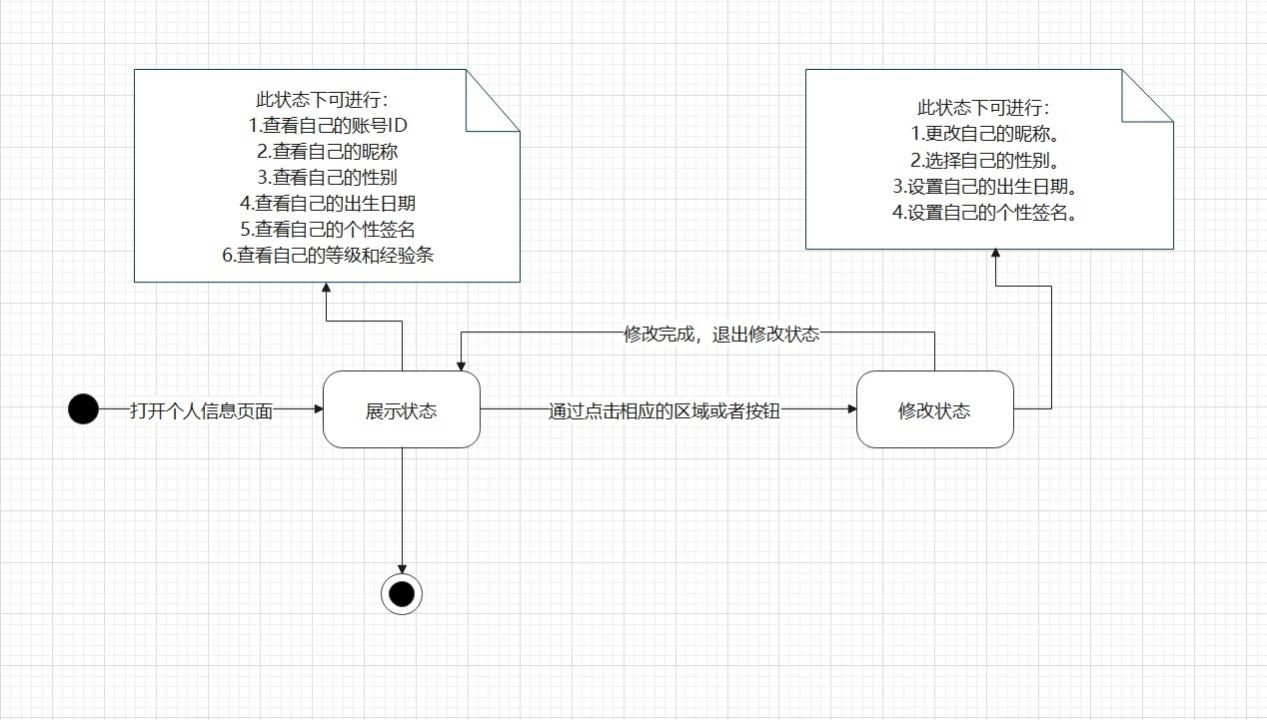 此状态下可进行：
1.查看自己的账号ID
2.查看自己的昵称
3.查看自己的性别
4.查看自己的出生日期
5.查看自己的个性签名
6.查看自己的等级和经验条
此状态下可进行：
1.更改自己的昵称。
2.选择自己的性别。
3.设置自己的出生日期。
4.设置自己的个性签名。
修改完成，退出修改状态
打开个人信息页面
展示状态
通过点击相应的区域或者按钮
修改状态